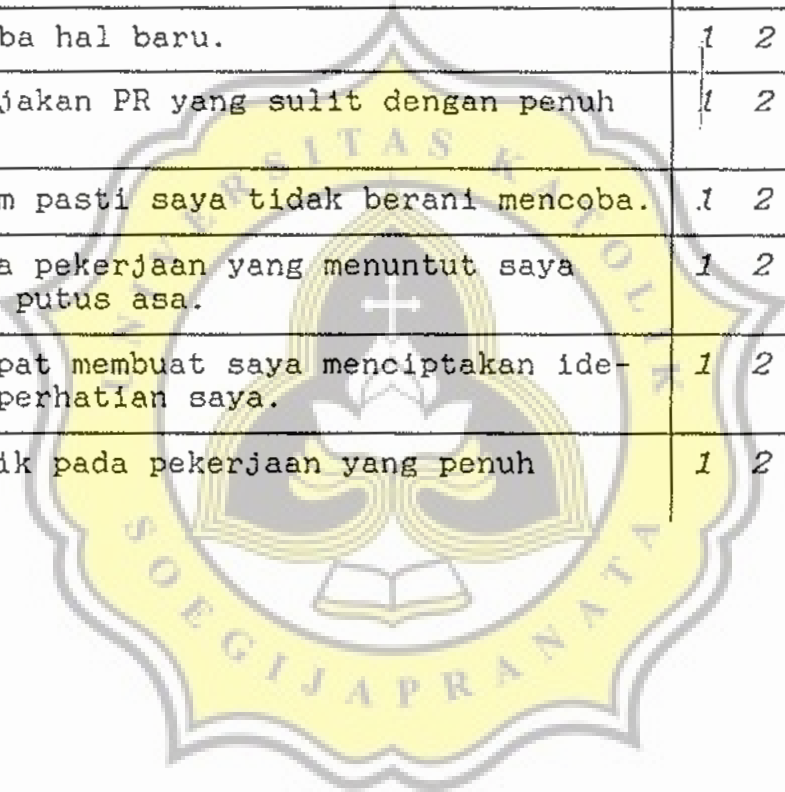 ba hal baru. 1 2
jakan PR yang sulit dengan penuh 1 2
m pasti saya tidak berani mencoba. 1 2
a pekerjaan yang menuntut saya 1 2
putus asa.
pat membuat saya menciptakan ide- 1 2
perhatian saya.
ik pada pekerjaan yang penuh 1 2
UNIVERSITAS KATOLIK
SOEGIJAPRANATA